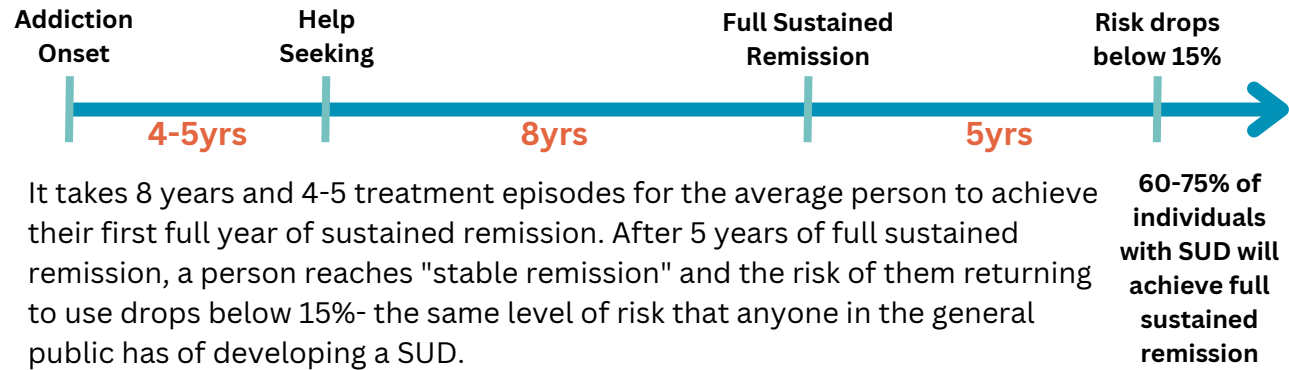 Addiction
Onset
Help
Seeking
Full Sustained
Remission
Risk drops
below 15%
4-5yrs
8yrs
5yrs
It takes 8 years and 4-5 treatment episodes for the average person to achieve
their first full year of sustained remission. After 5 years of full sustained
remission, a person reaches "stable remission" and the risk of them returning
to use drops below 15%- the same level of risk that anyone in the general
public has of developing a SUD.
60-75% of
individuals
with SUD will
achieve full
sustained
remission